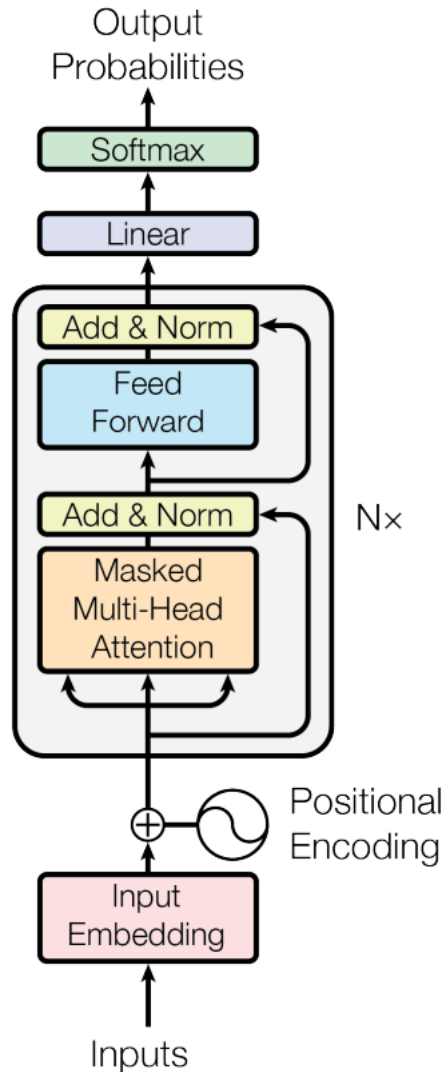 Output
Probabilities
Softmax
Linear
Add & Norm
Feed
Forward
Add & Norm
Masked
Multi-Head
Attention
N×
Positional
Encoding
Input
Embedding
Inputs